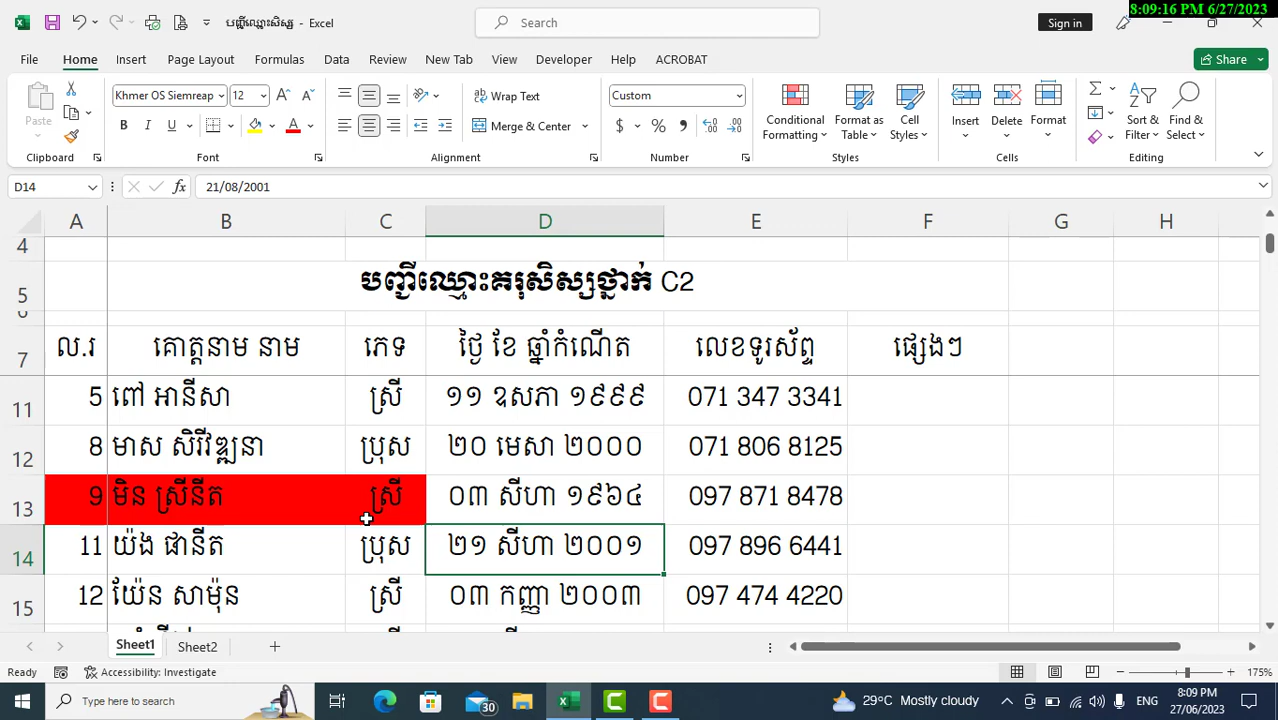 8:09:16 PM 6/27/2023
បញ្ជីឈ្មោះសិស្ស - Excel
Search
Sign in
File Home Insert Page Layout Formulas Data Review New Tab View Developer Help ACROBAT
Share
Paste
Khmer OS Siemreap 12
Wrap Text
Custom
B I U
Merge & Center
Conditional Formatting
Format as Table
Cell Styles
Insert
Delete
Format
Sort & Filter
Find & Select
Clipboard Font Alignment Number Styles Cells Editing
D14
fx
21/08/2001
A B C D E F G H
4
5 បញ្ជីឈ្មោះគរុសិស្សថ្នាក់ C2
6
7 ល.រ គោត្តនាម នាម ភេទ ថ្ងៃ ខែ ឆ្នាំកំណើត លេខទូរស័ព្ទ ផ្សេងៗ
11 5 ពៅ អានីសា ស្រី ១១ ឧសភា ១៩៩៩ 071 347 3341
12 8 មាស សិរីវឌ្ឍនា ប្រុស ២០ មេសា ២០០០ 071 806 8125
13 9 មិន ស្រីនីត ស្រី ០៣ សីហា ១៩៦៤ 097 871 8478
14 11 យ៉ង ផានីត ប្រុស ២១ សីហា ២០០១ 097 896 6441
15 12 យ៉ែន សាម៉ុន ស្រី ០៣ កញ្ញា ២០០៣ 097 474 4220
Sheet1 Sheet2
Ready Accessibility: Investigate 175%
Type here to search
30
29°C Mostly cloudy
ENG
8:09 PM
27/06/2023